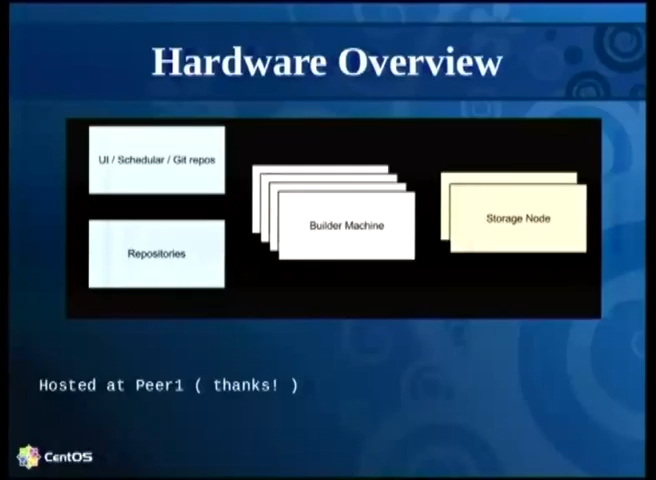 Hardware Overview
UI / Schedular / Git repos
Repositories
Builder Machine
Storage Node
Hosted at Peer1 ( thanks! )
CentOS